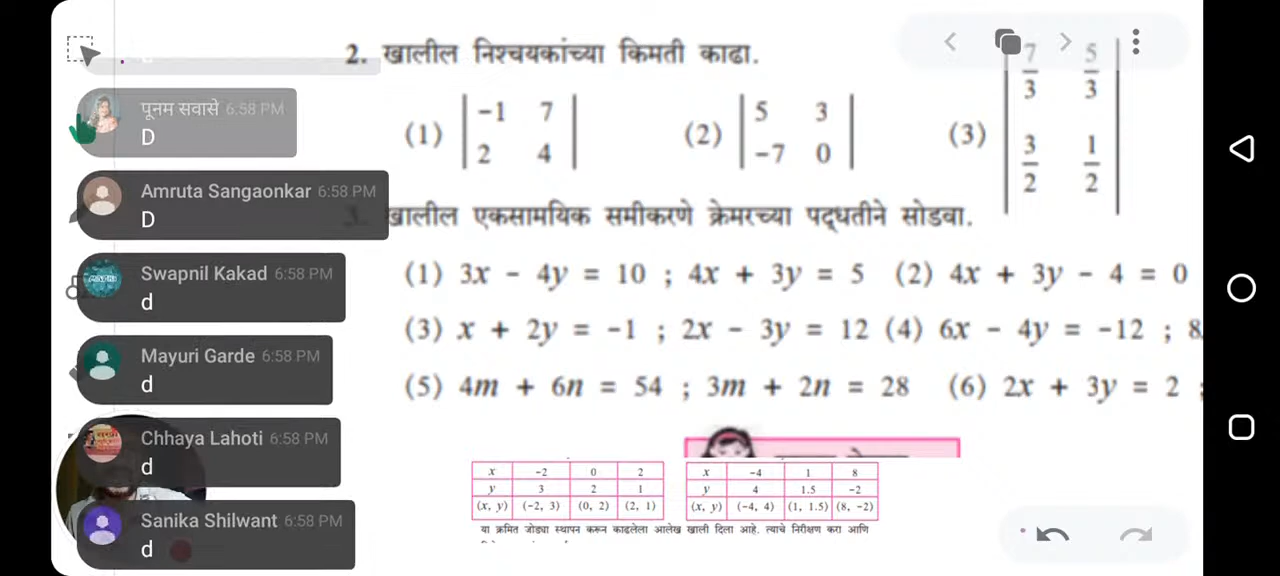 2. खालील निश्चयकांच्या किमती काढा.
(1) | -1 7 |
| 2 4 |
(2) | 5 3 |
| -7 0 |
(3) | 7/3 5/3 |
| 3/2 1/2 |
3. खालील एकसामयिक समीकरणे क्रेमरच्या पद्धतीने सोडवा.
(1) 3x - 4y = 10 ; 4x + 3y = 5 (2) 4x + 3y - 4 = 0
(3) x + 2y = -1 ; 2x - 3y = 12 (4) 6x - 4y = -12 ; 8
(5) 4m + 6n = 54 ; 3m + 2n = 28 (6) 2x + 3y = 2 ;
x -2 0 2
y 3 2 1
(x, y) (-2, 3) (0, 2) (2, 1)
x -4 1 8
y 4 1.5 -2
(x, y) (-4, 4) (1, 1.5) (8, -2)
या क्रमित जोड्या स्थापन करून काढलेला आलेख खाली दिला आहे. त्याचे निरीक्षण करा आणि
पूनम सवासे 6:58 PM
D
Amruta Sangaonkar 6:58 PM
D
Swapnil Kakad 6:58 PM
d
Mayuri Garde 6:58 PM
d
Chhaya Lahoti 6:58 PM
d
Sanika Shilwant 6:58 PM
d